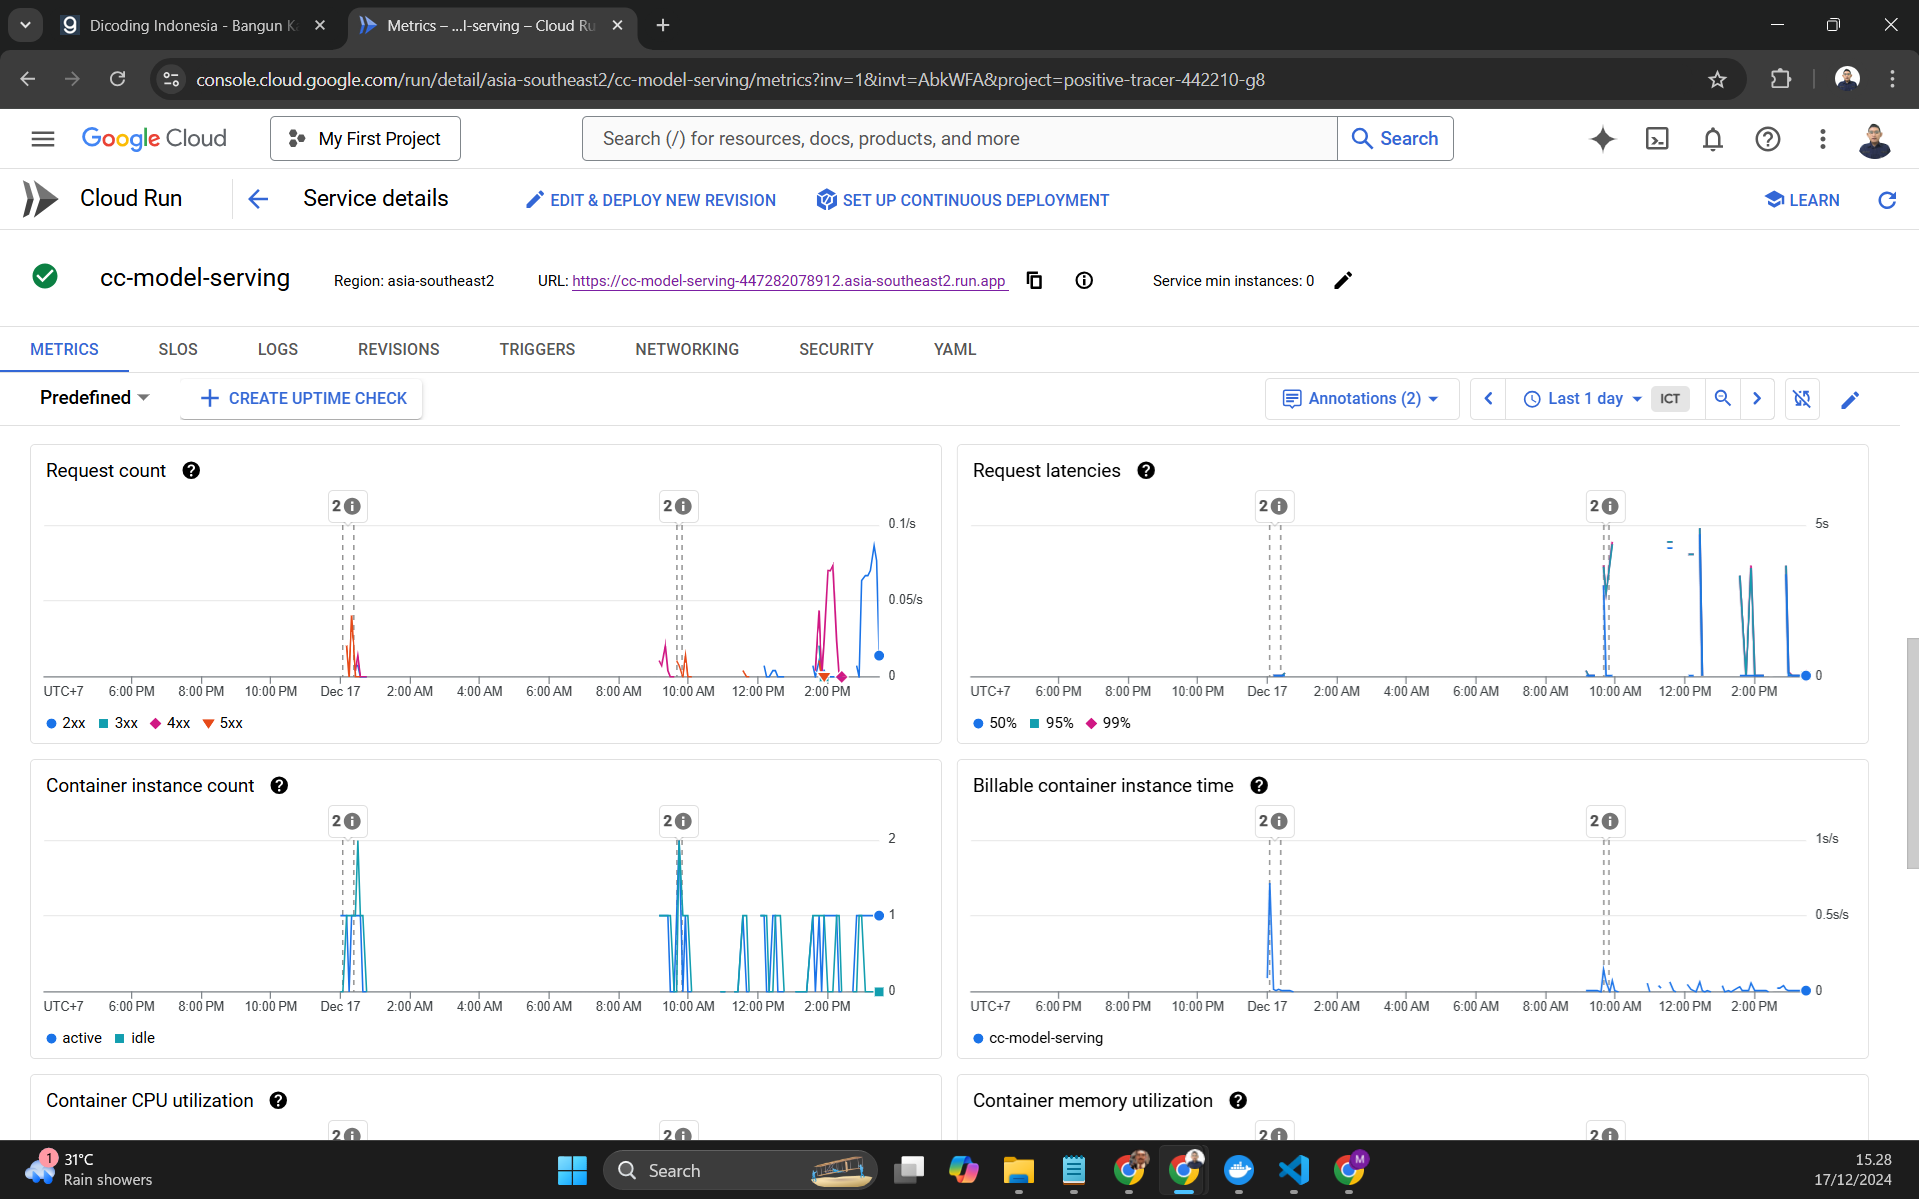 Dicoding Indonesia - Bangun Ka
Metrics – ...l-serving – Cloud Ru
console.cloud.google.com/run/detail/asia-southeast2/cc-model-serving/metrics?inv=1&invt=AbkWFA&project=positive-tracer-442210-g8
Google Cloud
My First Project
Search (/) for resources, docs, products, and more
Search
Cloud Run
Service details
EDIT & DEPLOY NEW REVISION
SET UP CONTINUOUS DEPLOYMENT
LEARN
cc-model-serving
Region: asia-southeast2
URL: https://cc-model-serving-447282078912.asia-southeast2.run.app
Service min instances: 0
METRICS SLOS LOGS REVISIONS TRIGGERS NETWORKING SECURITY YAML
Predefined
CREATE UPTIME CHECK
Annotations (2)
Last 1 day
ICT
Request count
2
2
0.1/s
0.05/s
0
UTC+7 6:00 PM 8:00 PM 10:00 PM Dec 17 2:00 AM 4:00 AM 6:00 AM 8:00 AM 10:00 AM 12:00 PM 2:00 PM
2xx 3xx 4xx 5xx
Request latencies
2
2
5s
0
UTC+7 6:00 PM 8:00 PM 10:00 PM Dec 17 2:00 AM 4:00 AM 6:00 AM 8:00 AM 10:00 AM 12:00 PM 2:00 PM
50% 95% 99%
Container instance count
2
2
2
1
0
UTC+7 6:00 PM 8:00 PM 10:00 PM Dec 17 2:00 AM 4:00 AM 6:00 AM 8:00 AM 10:00 AM 12:00 PM 2:00 PM
active idle
Billable container instance time
2
2
1s/s
0.5s/s
0
UTC+7 6:00 PM 8:00 PM 10:00 PM Dec 17 2:00 AM 4:00 AM 6:00 AM 8:00 AM 10:00 AM 12:00 PM 2:00 PM
cc-model-serving
Container CPU utilization
2
2
Container memory utilization
2
2
1
31°C
Rain showers
Search
M
15.28
17/12/2024